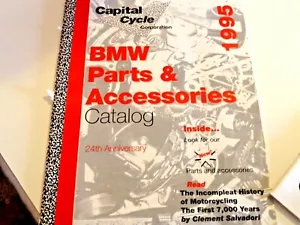 Capital
Cycle
Corporation
1995
BMW
Parts &
Accessories
Catalog
24th Anniversary
Inside...
Look for our
Parts and accessories
Read
The Incompleat History
of Motorcycling
The First 7,000 Years
by Clement Salvadori